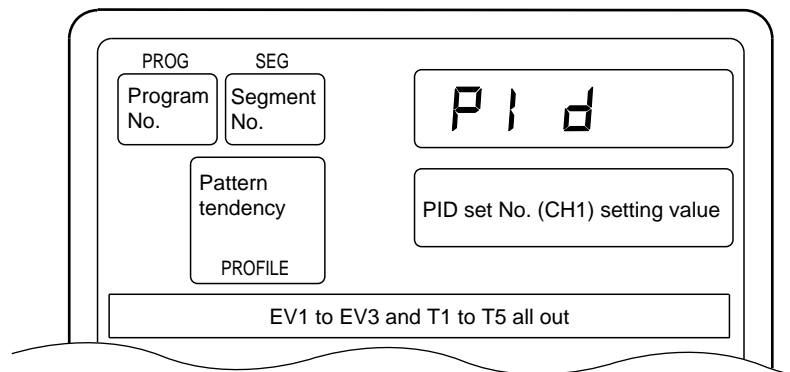 PROG SEG
Program Segment
No. No.
PId
Pattern
tendency
PID set No. (CH1) setting value
PROFILE
EV1 to EV3 and T1 to T5 all out